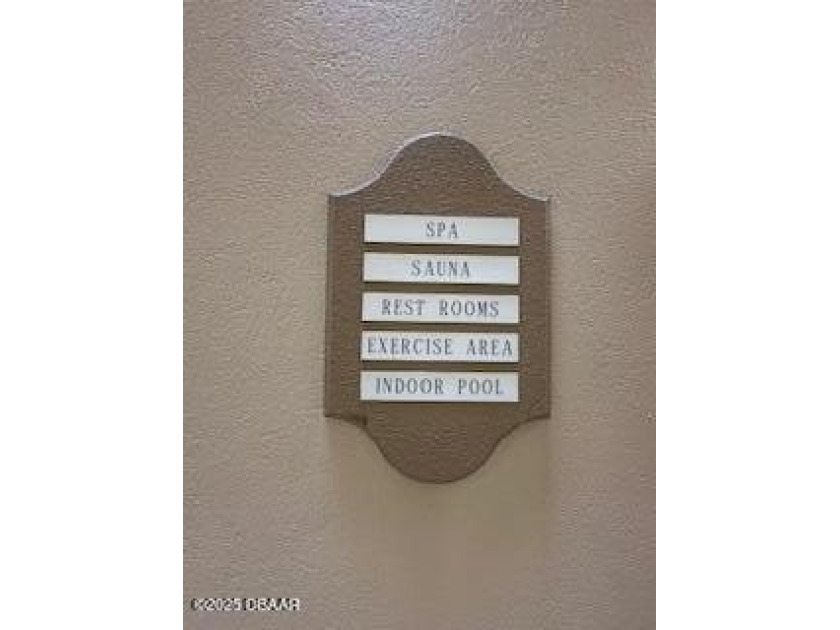 SPA
SAUNA
REST ROOMS
EXERCISE AREA
INDOOR POOL
©2025 DBAAR